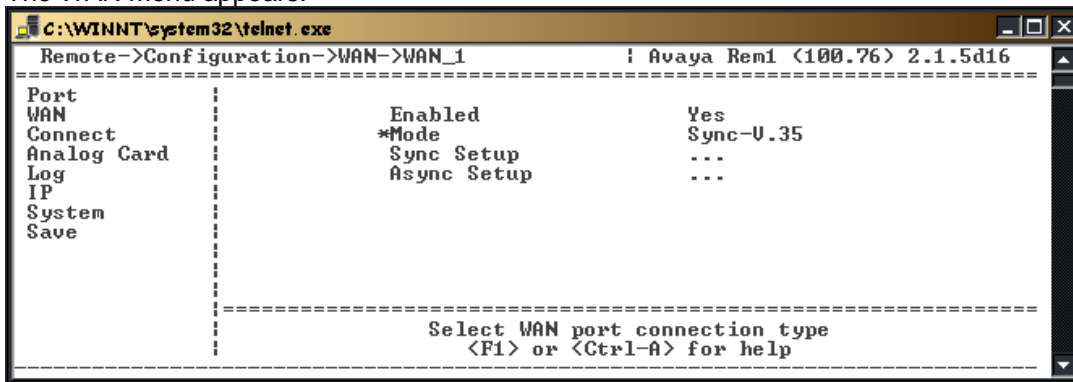 The WAN menu appears.
C:\WINNT\system32\telnet.exe
Remote->Configuration->WAN->WAN_1 | Avaya Rem1 (100.76) 2.1.5d16
Port
WAN Enabled Yes
Connect *Mode Sync-V.35
Analog Card Sync Setup ...
Log Async Setup ...
IP
System
Save
Select WAN port connection type
<F1> or <Ctrl-A> for help